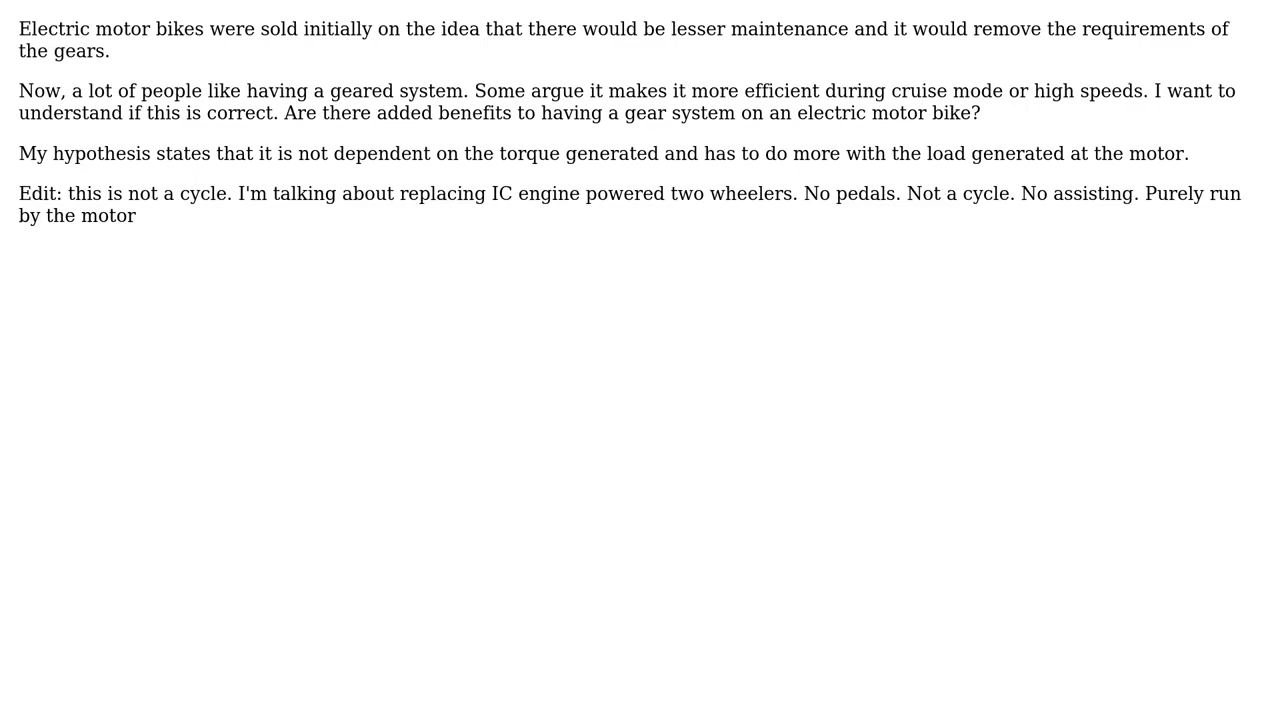 Electric motor bikes were sold initially on the idea that there would be lesser maintenance and it would remove the requirements of
the gears.
Now, a lot of people like having a geared system. Some argue it makes it more efficient during cruise mode or high speeds. I want to
understand if this is correct. Are there added benefits to having a gear system on an electric motor bike?
My hypothesis states that it is not dependent on the torque generated and has to do more with the load generated at the motor.
Edit: this is not a cycle. I'm talking about replacing IC engine powered two wheelers. No pedals. Not a cycle. No assisting. Purely run
by the motor